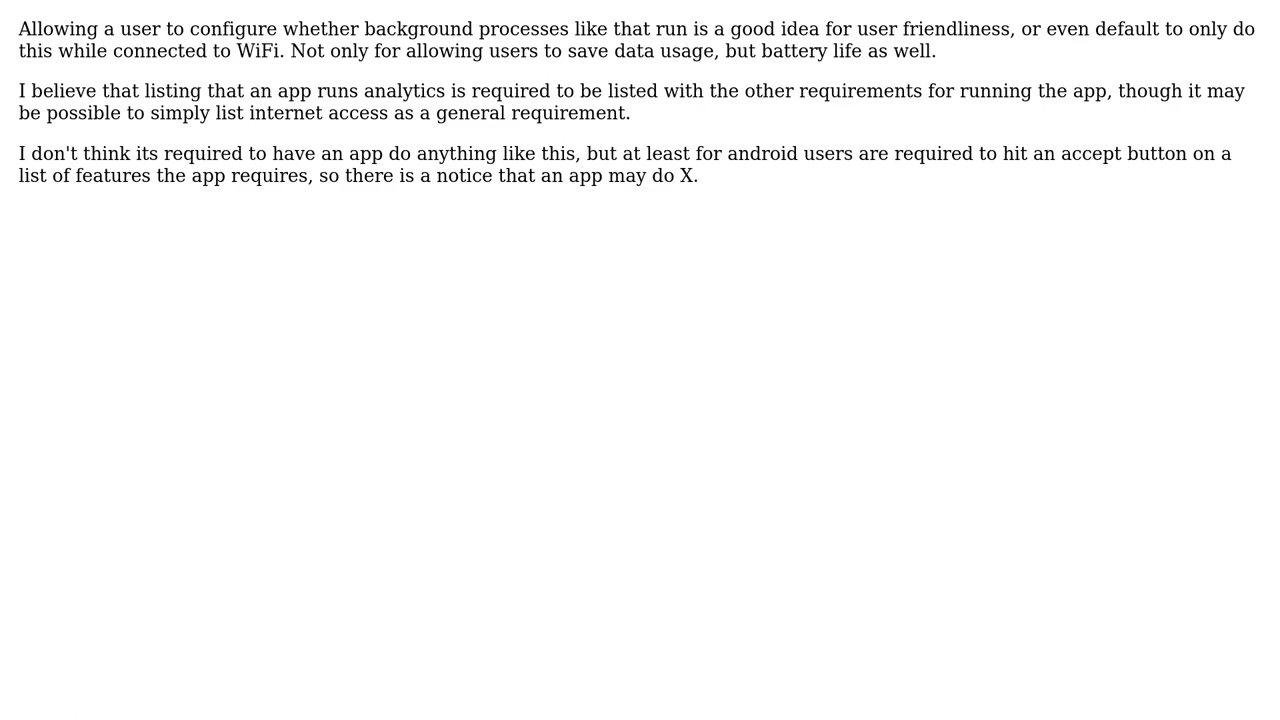 Allowing a user to configure whether background processes like that run is a good idea for user friendliness, or even default to only do
this while connected to WiFi. Not only for allowing users to save data usage, but battery life as well.
I believe that listing that an app runs analytics is required to be listed with the other requirements for running the app, though it may
be possible to simply list internet access as a general requirement.
I don't think its required to have an app do anything like this, but at least for android users are required to hit an accept button on a
list of features the app requires, so there is a notice that an app may do X.